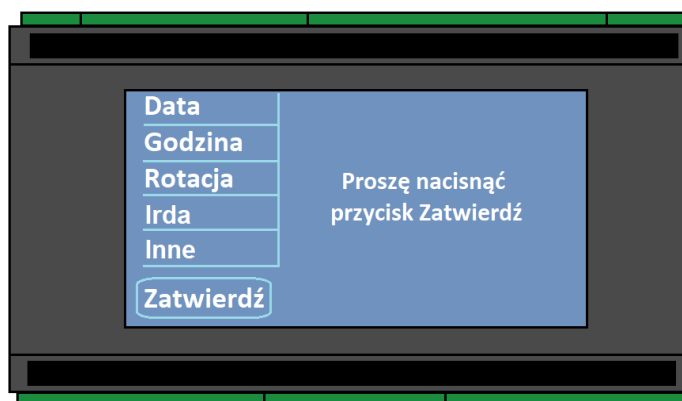 Data
Godzina
Rotacja
Irda
Inne
Zatwierdź
Proszę nacisnąć
przycisk Zatwierdź